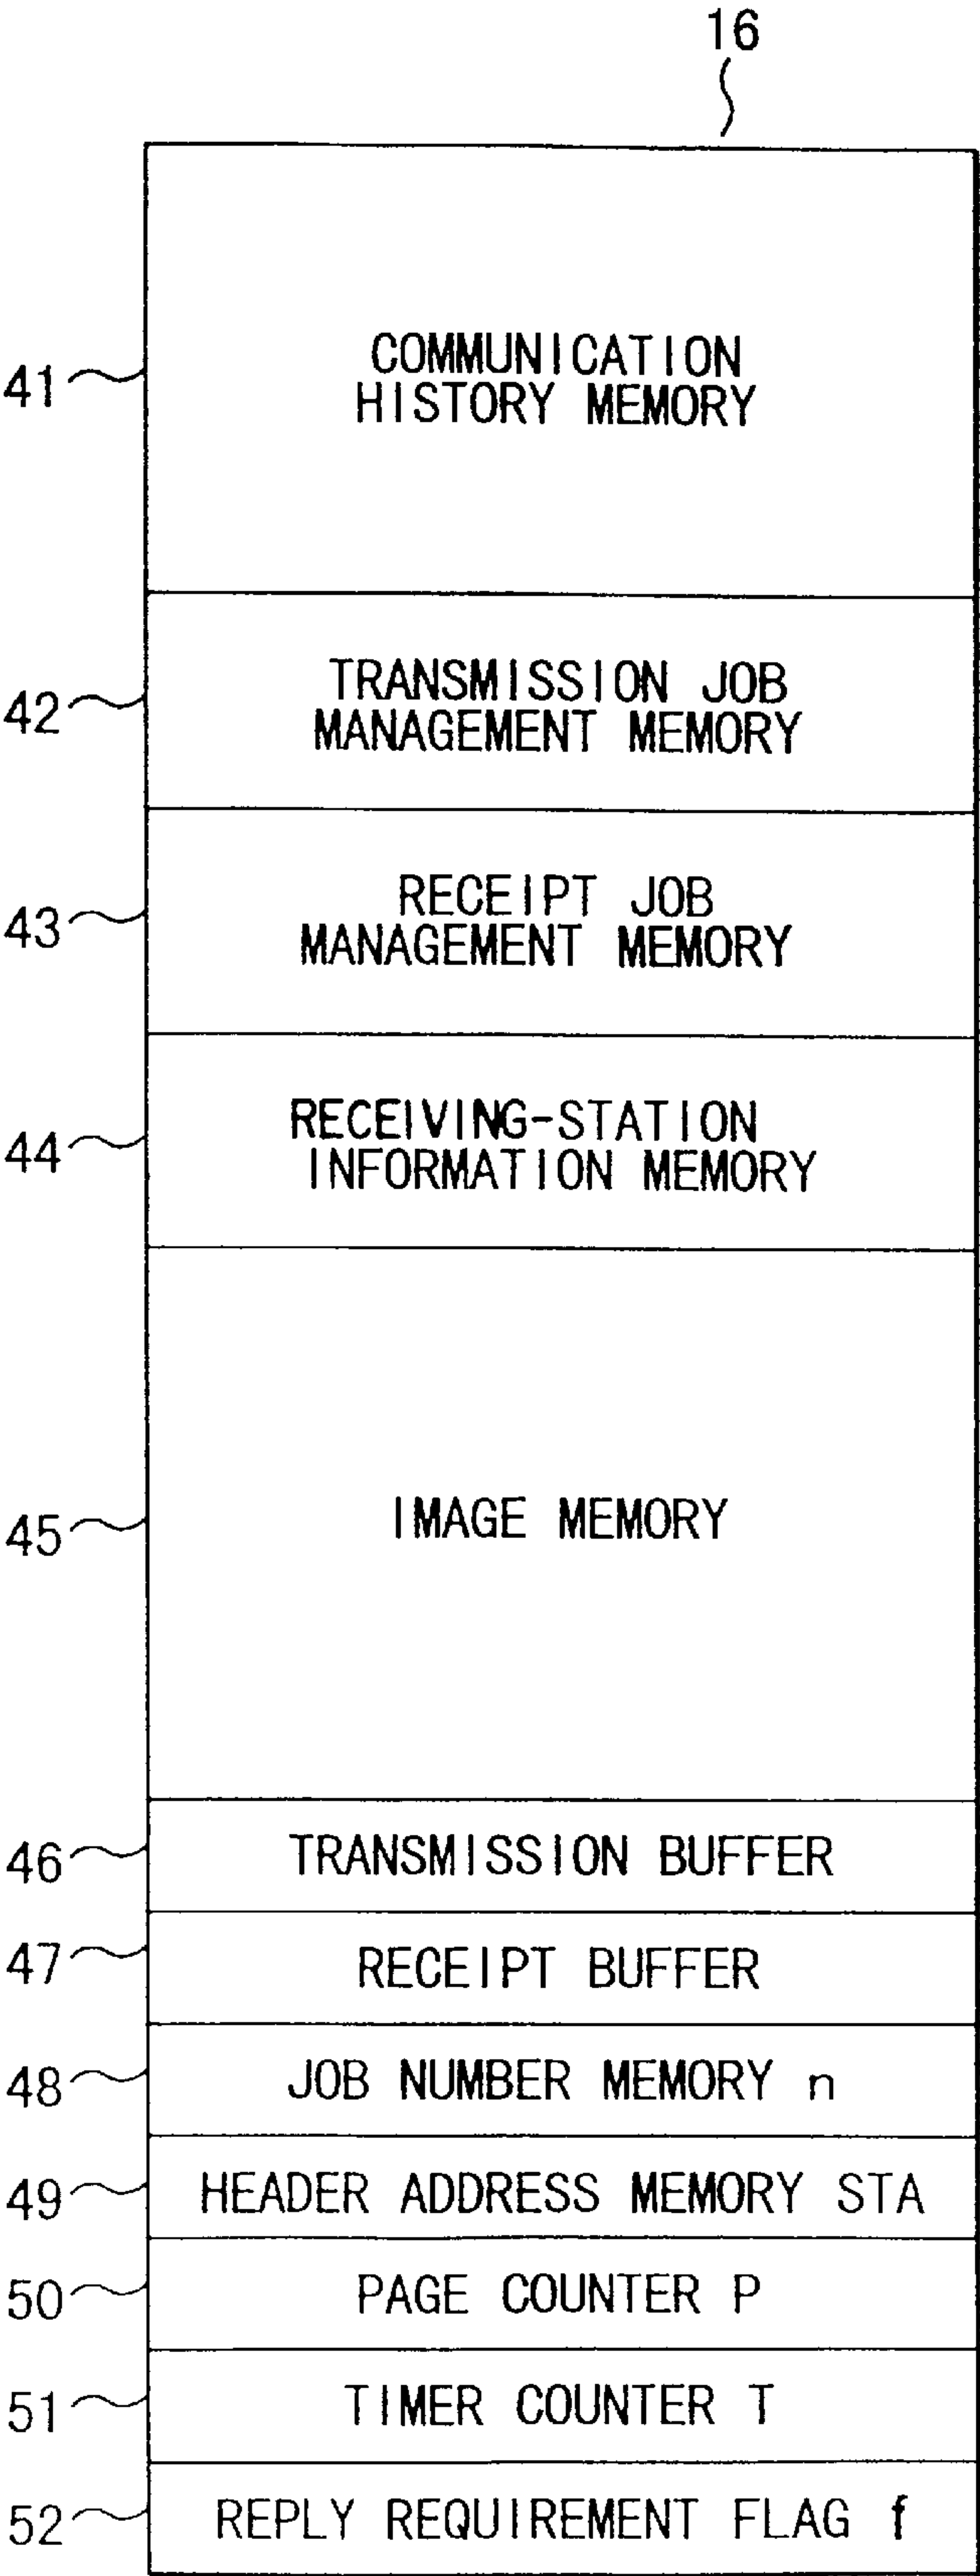 16
41
COMMUNICATION
HISTORY MEMORY
42
TRANSMISSION JOB
MANAGEMENT MEMORY
43
RECEIPT JOB
MANAGEMENT MEMORY
44
RECEIVING-STATION
INFORMATION MEMORY
45
IMAGE MEMORY
46
TRANSMISSION BUFFER
47
RECEIPT BUFFER
48
JOB NUMBER MEMORY n
49
HEADER ADDRESS MEMORY STA
50
PAGE COUNTER P
51
TIMER COUNTER T
52
REPLY REQUIREMENT FLAG f